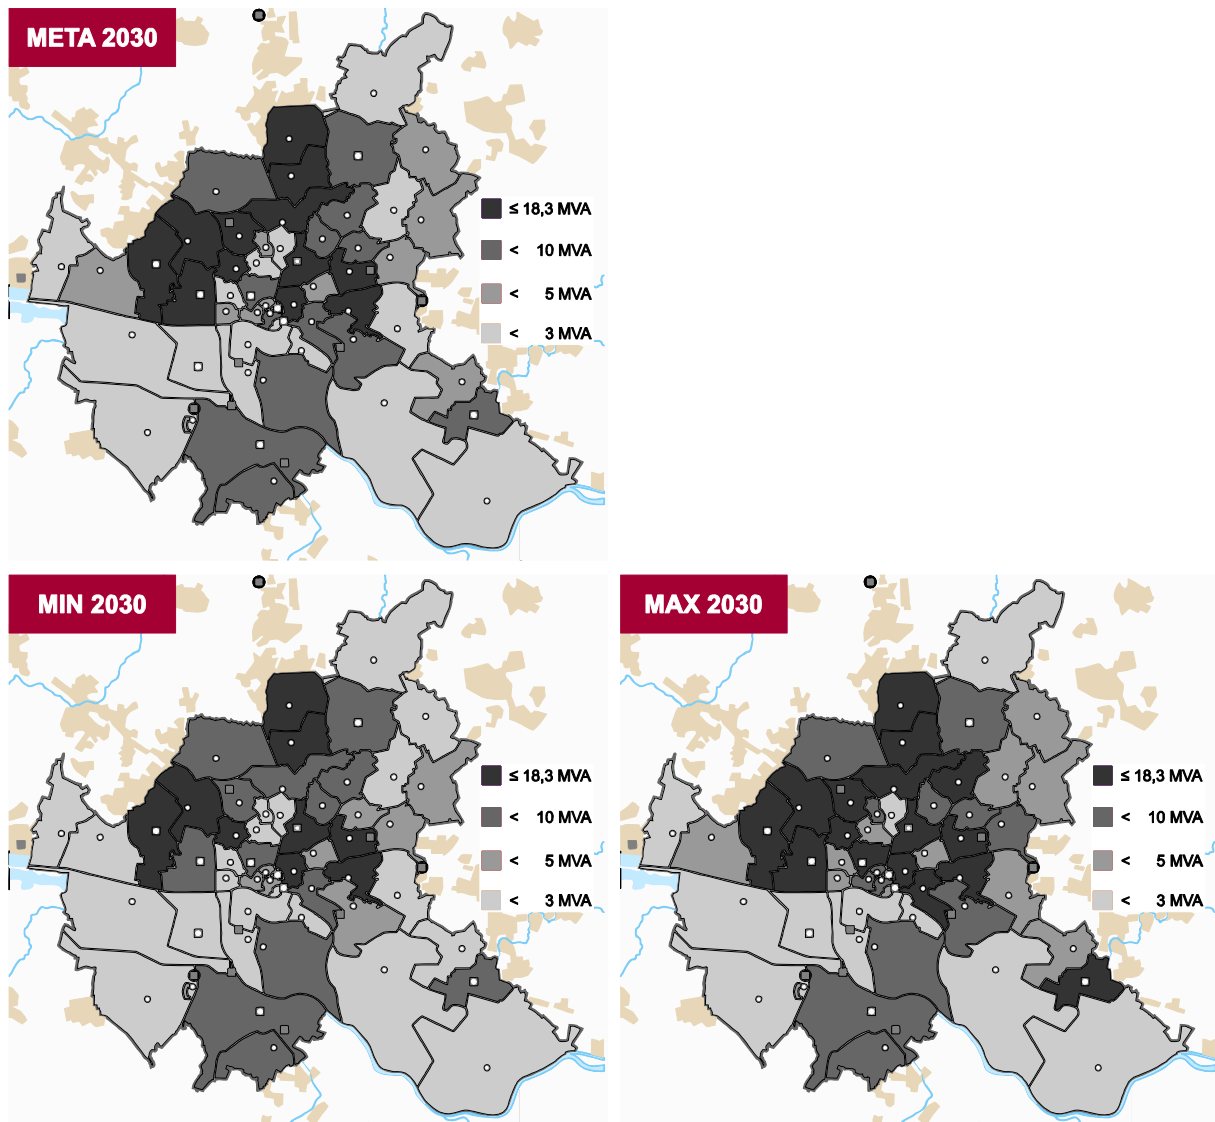 META 2030
≤ 18,3 MVA
< 10 MVA
< 5 MVA
< 3 MVA
MIN 2030
≤ 18,3 MVA
< 10 MVA
< 5 MVA
< 3 MVA
MAX 2030
≤ 18,3 MVA
< 10 MVA
< 5 MVA
< 3 MVA